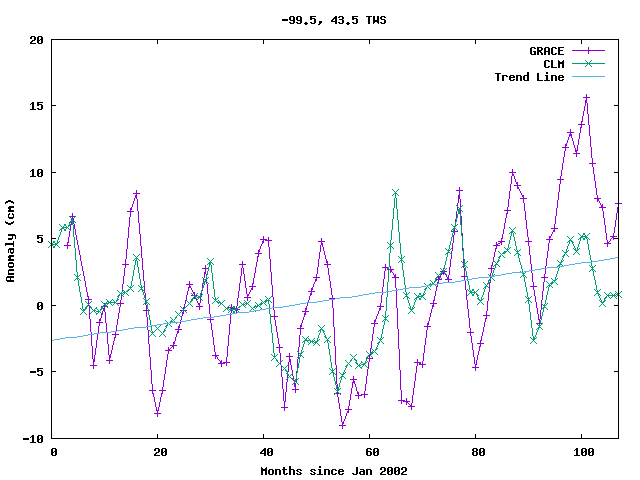 -99.5, 43.5 TWS
GRACE
CLM
Trend Line
20
15
10
5
0
-5
-10
Anomaly (cm)
0 20 40 60 80 100
Months since Jan 2002